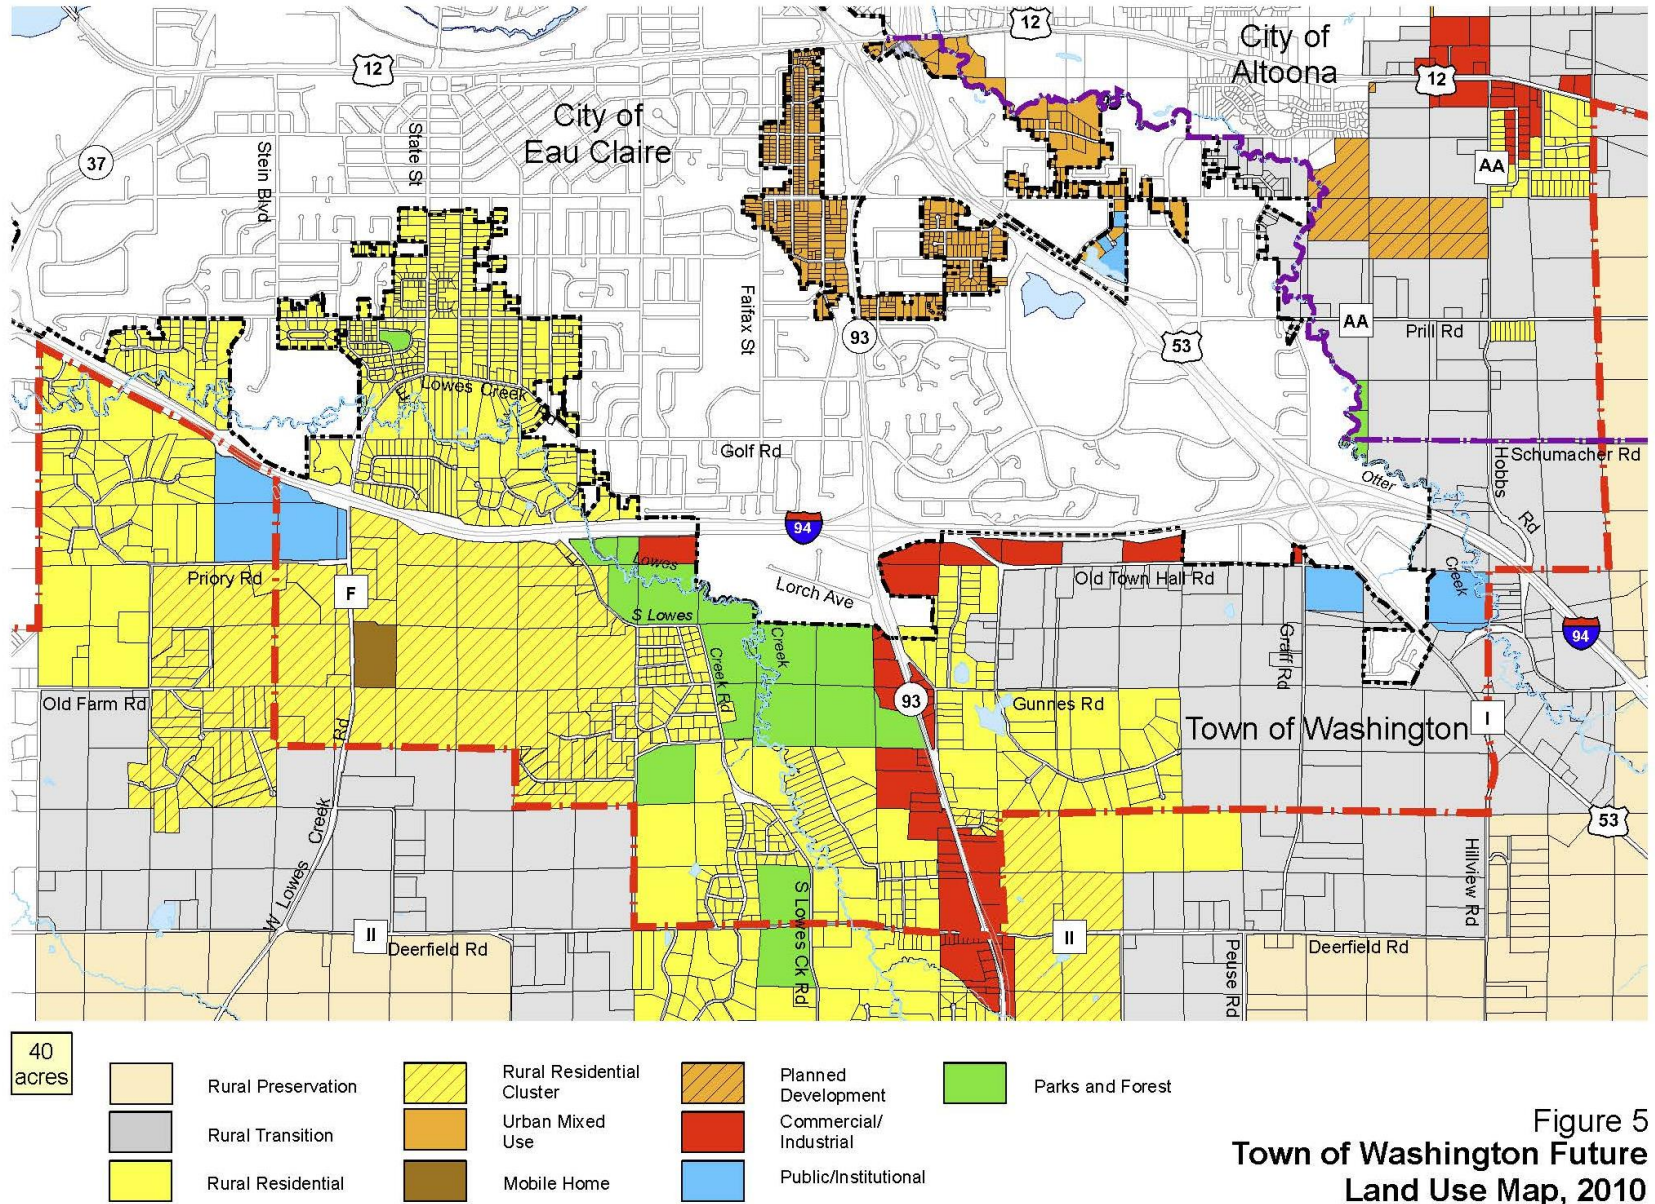 12
City of
Altoona
12
12
City of
Eau Claire
37
State St
Stein Blvd
AA
Faifax St
93
53
AA
Prill Rd
Lowes Creek
Golf Rd
Hobbs
Rd
Schumacher Rd
Otter
Creek
94
Priory Rd
F
Lowes
Creek
Lorch Ave
Old Town Hall Rd
S Lowes
Creek Rd
94
Graff Rd
Old Farm Rd
93
Gunnes Rd
Town of Washington
I
53
W Lowes
Creek
Rd
Hillview Rd
S Lowes Ck Rd
II
Deerfield Rd
II
Peuse Rd
Deerfield Rd
40
acres
Rural Preservation
Rural Transition
Rural Residential
Rural Residential
Cluster
Urban Mixed
Use
Mobile Home
Planned
Development
Commercial/
Industrial
Public/Institutional
Parks and Forest
Figure 5
Town of Washington Future
Land Use Map, 2010